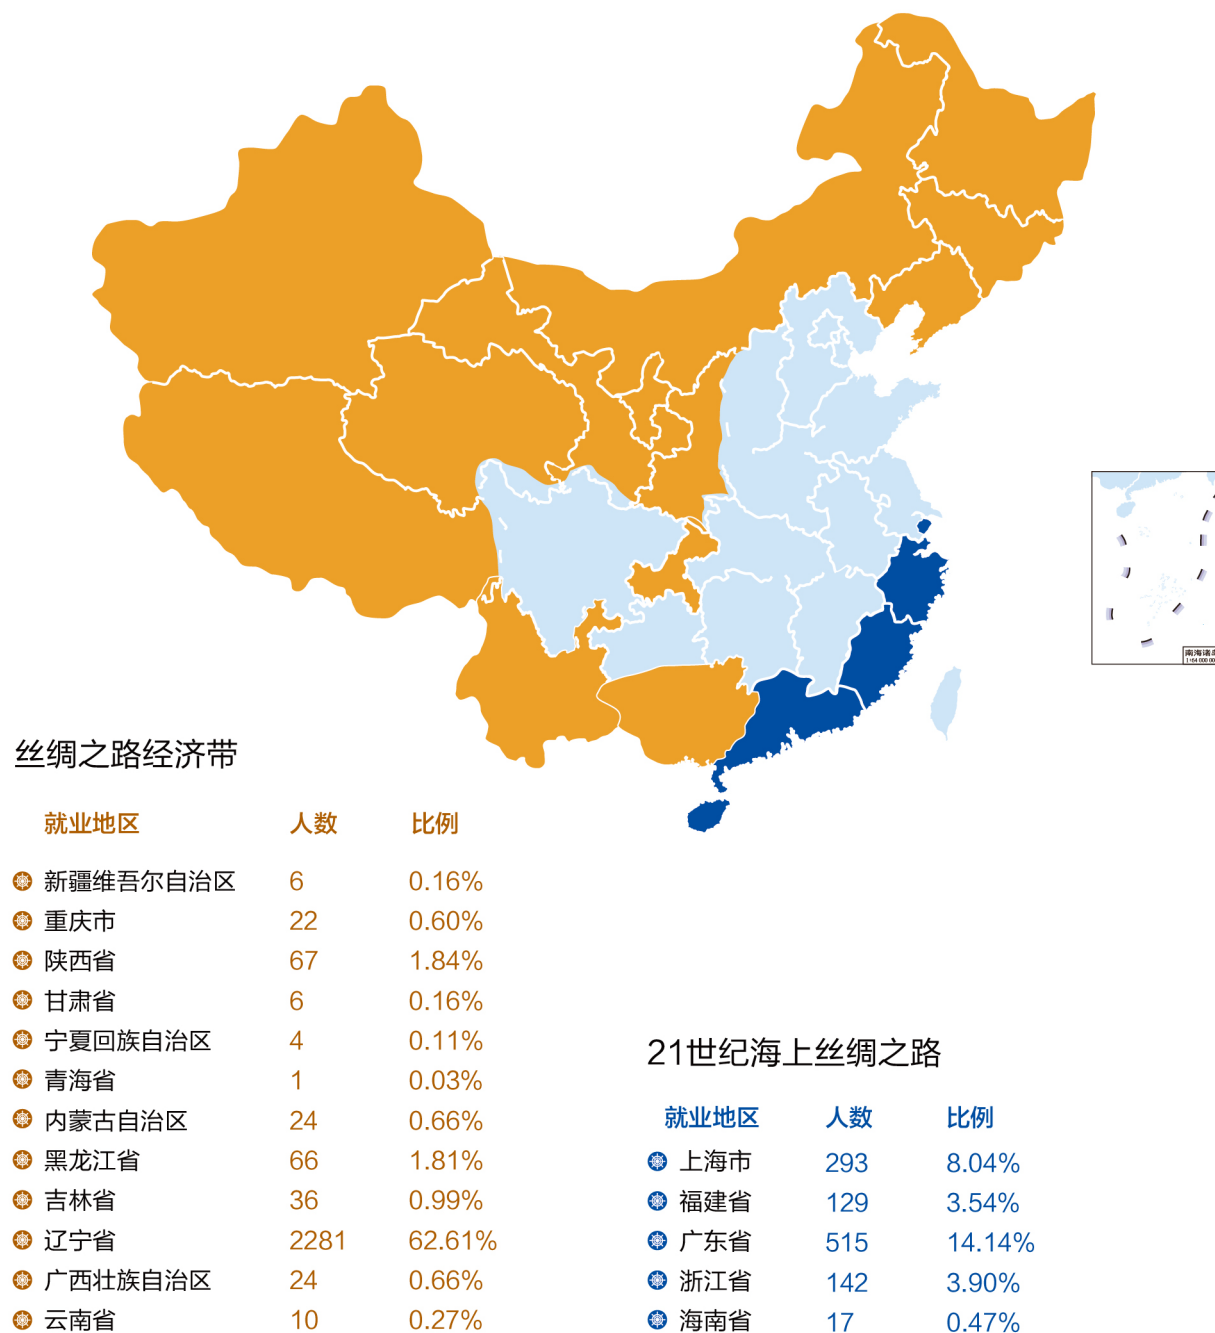 南海诸岛
丝绸之路经济带
就业地区 人数 比例
新疆维吾尔自治区 6 0.16%
重庆市 22 0.60%
陕西省 67 1.84%
甘肃省 6 0.16%
宁夏回族自治区 4 0.11%
青海省 1 0.03%
内蒙古自治区 24 0.66%
黑龙江省 66 1.81%
吉林省 36 0.99%
辽宁省 2281 62.61%
广西壮族自治区 24 0.66%
云南省 10 0.27%
21世纪海上丝绸之路
就业地区 人数 比例
上海市 293 8.04%
福建省 129 3.54%
广东省 515 14.14%
浙江省 142 3.90%
海南省 17 0.47%